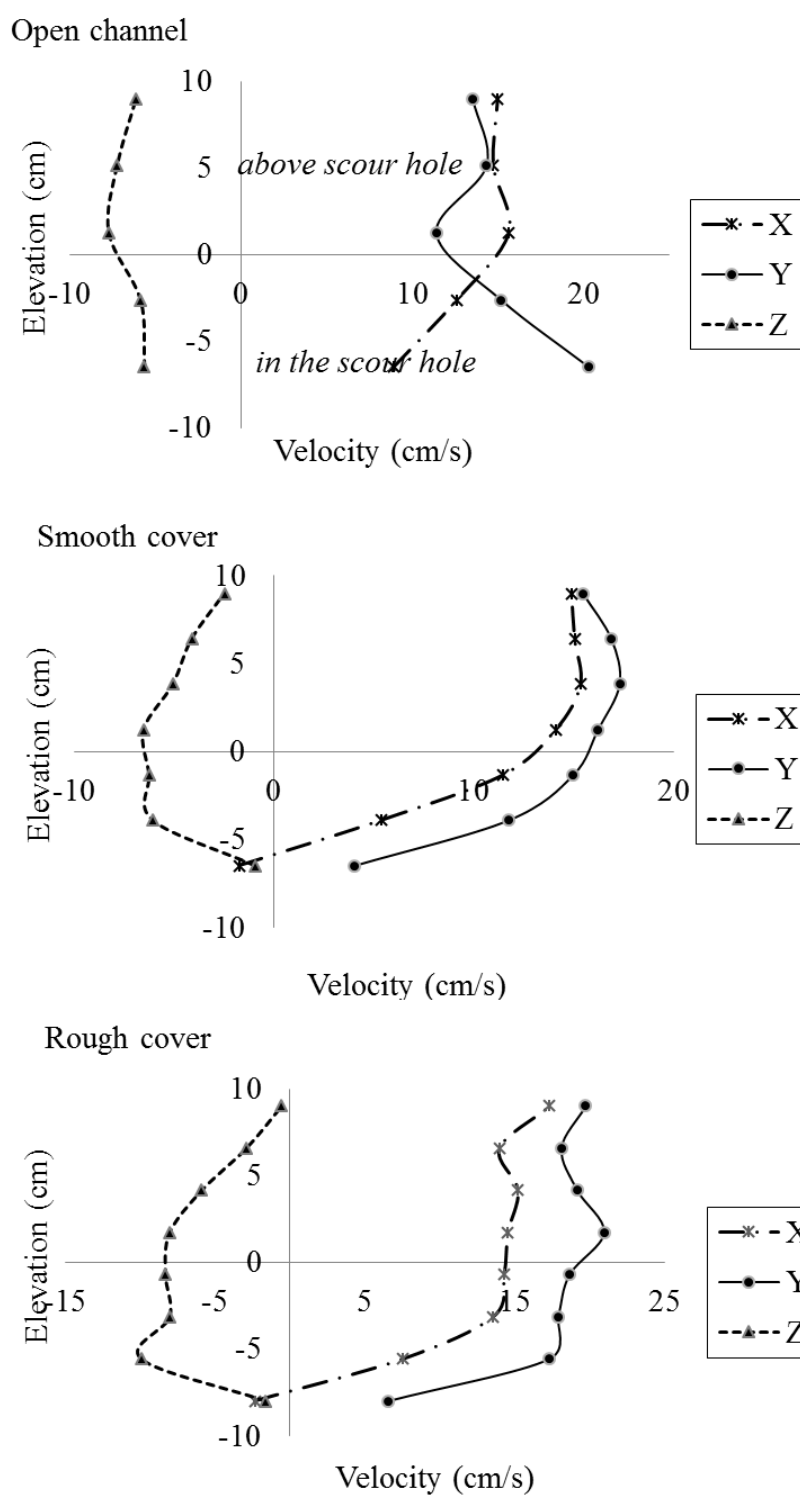 Open channel
10
above scour hole
5
X
0
Y
-10
0
10
20
Z
-5
in the scour hole
-10
Elevation (cm)
Velocity (cm/s)
Smooth cover
10
5
X
0
Y
-10
0
10
20
Z
-5
-10
Elevation (cm)
Velocity (cm/s)
Rough cover
10
5
X
0
Y
-15
-5
5
15
25
Z
-5
-10
Elevation (cm)
Velocity (cm/s)